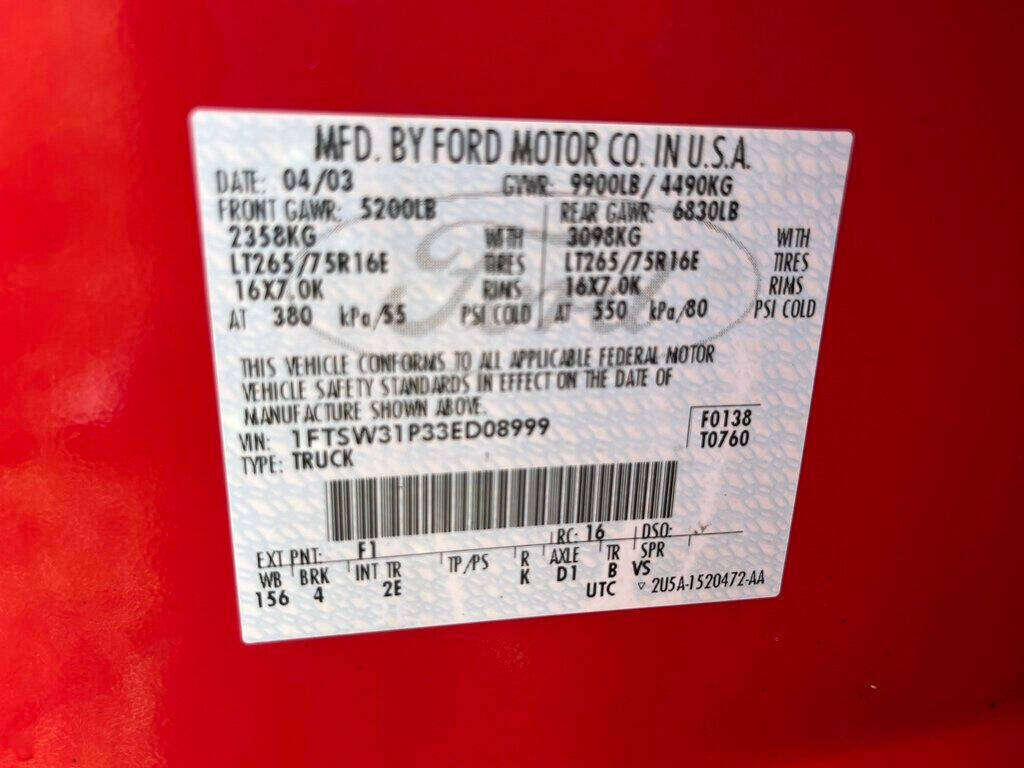 MFD. BY FORD MOTOR CO. IN U.S.A.
DATE: 04/03 GVWR: 9900LB/ 4490KG
FRONT GAWR: 5200LB REAR GAWR: 6830LB
2358KG WITH 3098KG WITH
LT265/75R16E TIRES LT265/75R16E TIRES
16X7.0K RIMS 16X7.0K RIMS
AT 380 kPa/55 PSI COLD AT 550 kPa/80 PSI COLD
Ford
THIS VEHICLE CONFORMS TO ALL APPLICABLE FEDERAL MOTOR
VEHICLE SAFETY STANDARDS IN EFFECT ON THE DATE OF
MANUFACTURE SHOWN ABOVE.
VIN: 1FTSW31P33ED08999 F0138
TYPE: TRUCK T0760
EXT PNT: F1 RC: 16 DSO:
WB BRK INT TR TP/PS R AXLE TR SPR
156 4 2E K D1 B VS
UTC ▽ 2U5A-1520472-AA